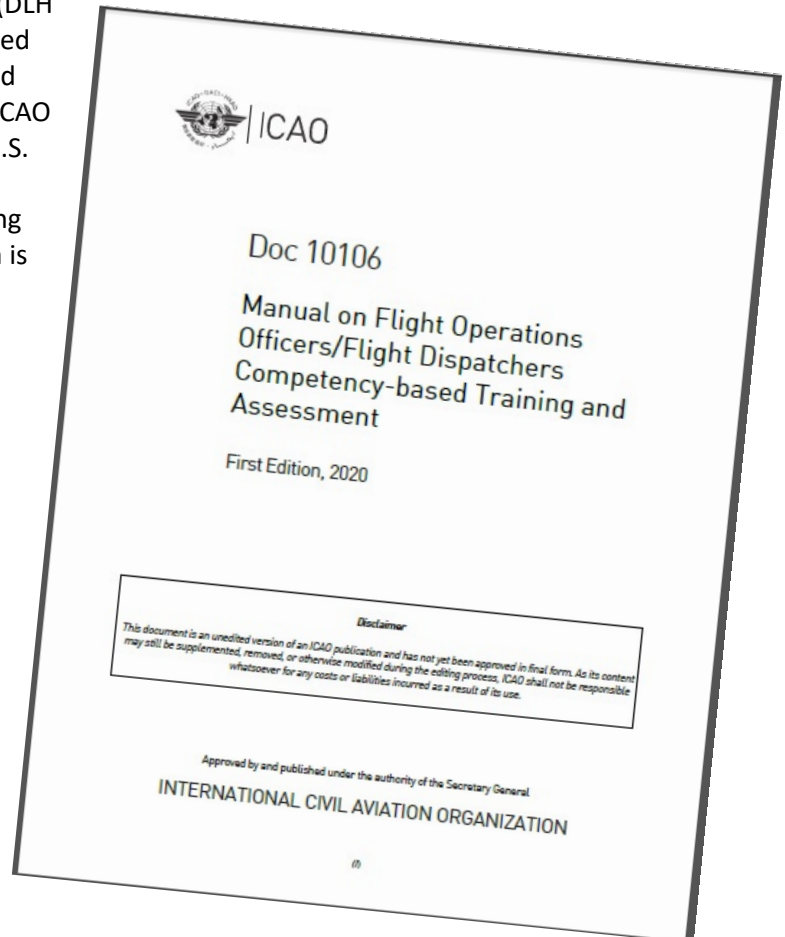 (DLH
ed
d
CAO
.S.
ng
is
ICAO
Doc 10106
Manual on Flight Operations
Officers/Flight Dispatchers
Competency-based Training and
Assessment
First Edition, 2020
Disclaimer
This document is an unedited version of an ICAO publication and has not yet been approved in final form. As its content
may still be supplemented, removed, or otherwise modified during the editing process, ICAO shall not be responsible
whatsoever for any costs or liabilities incurred as a result of its use.
Approved by and published under the authority of the Secretary General
INTERNATIONAL CIVIL AVIATION ORGANIZATION